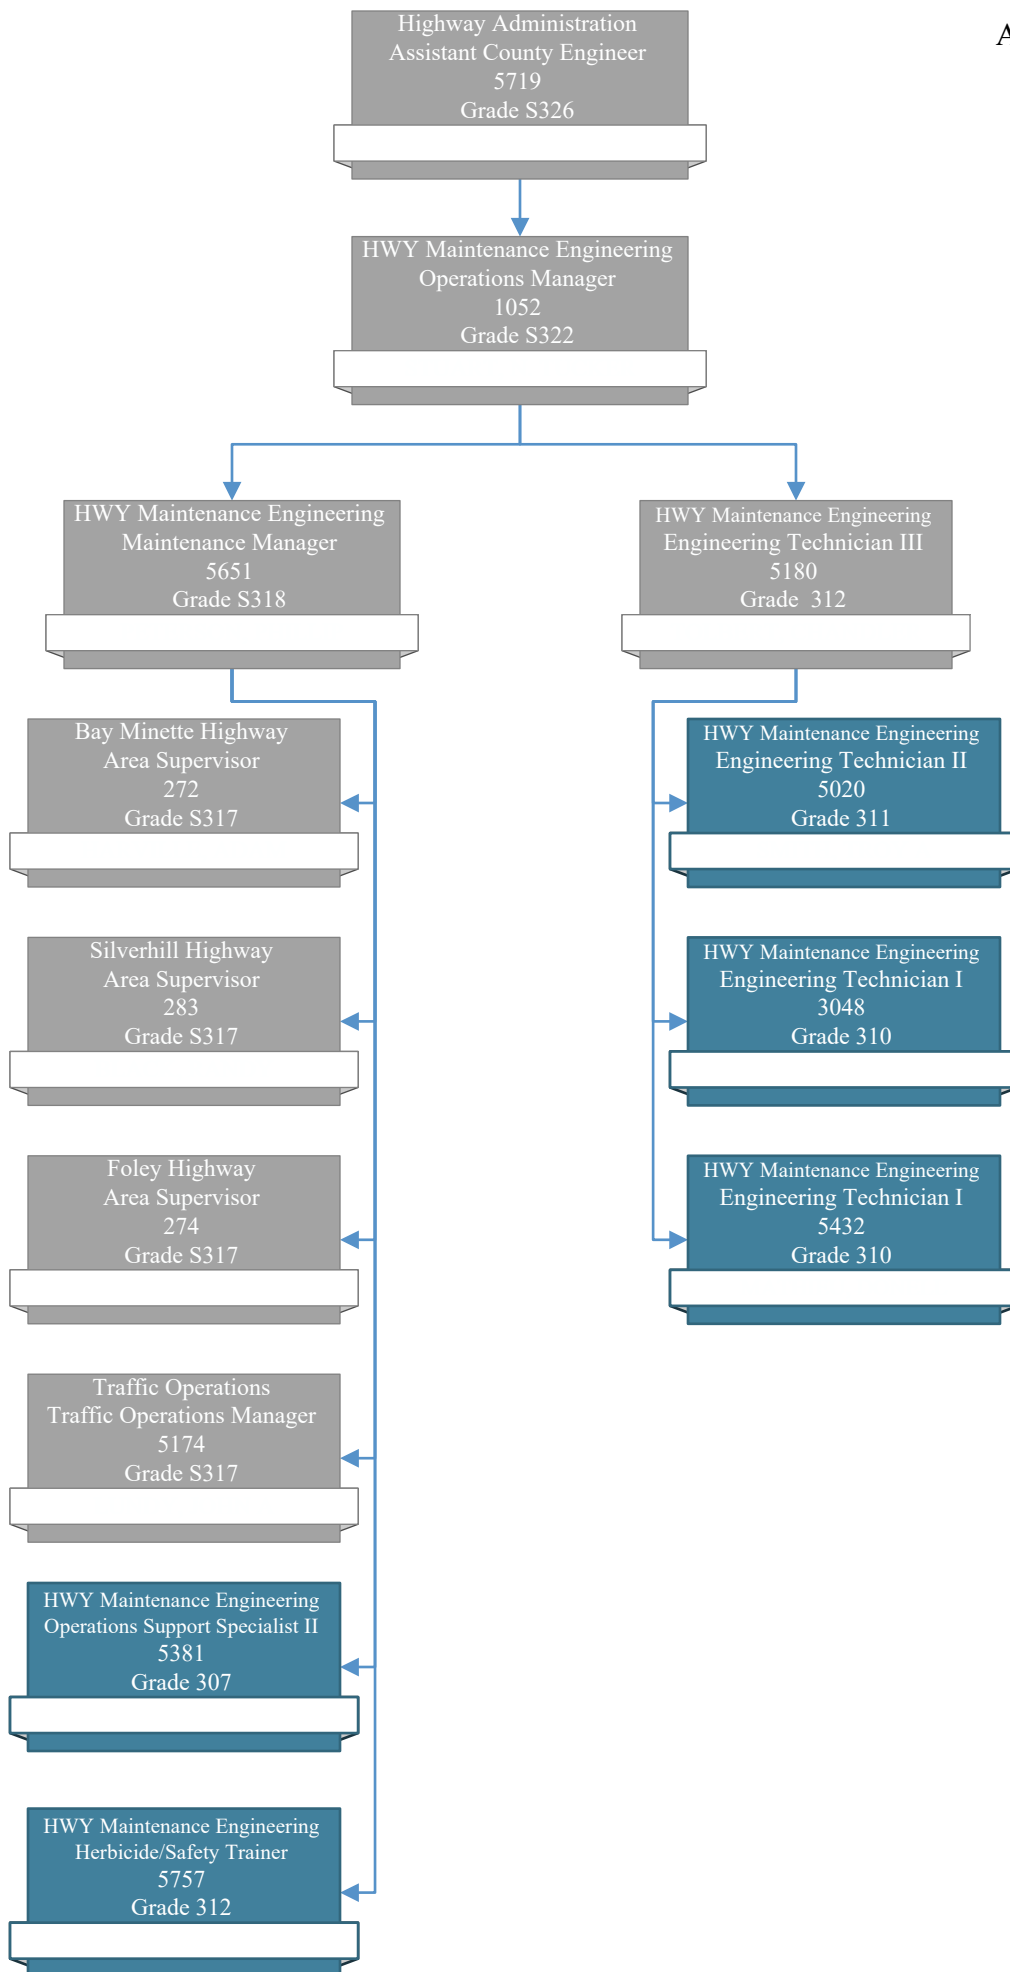 Highway Administration
Assistant County Engineer
5719
Grade S326
A
HWY Maintenance Engineering
Operations Manager
1052
Grade S322
HWY Maintenance Engineering
Maintenance Manager
5651
Grade S318
HWY Maintenance Engineering
Engineering Technician III
5180
Grade 312
Bay Minette Highway
Area Supervisor
272
Grade S317
Silverhill Highway
Area Supervisor
283
Grade S317
Foley Highway
Area Supervisor
274
Grade S317
Traffic Operations
Traffic Operations Manager
5174
Grade S317
HWY Maintenance Engineering
Operations Support Specialist II
5381
Grade 307
HWY Maintenance Engineering
Herbicide/Safety Trainer
5757
Grade 312
HWY Maintenance Engineering
Engineering Technician II
5020
Grade 311
HWY Maintenance Engineering
Engineering Technician I
3048
Grade 310
HWY Maintenance Engineering
Engineering Technician I
5432
Grade 310